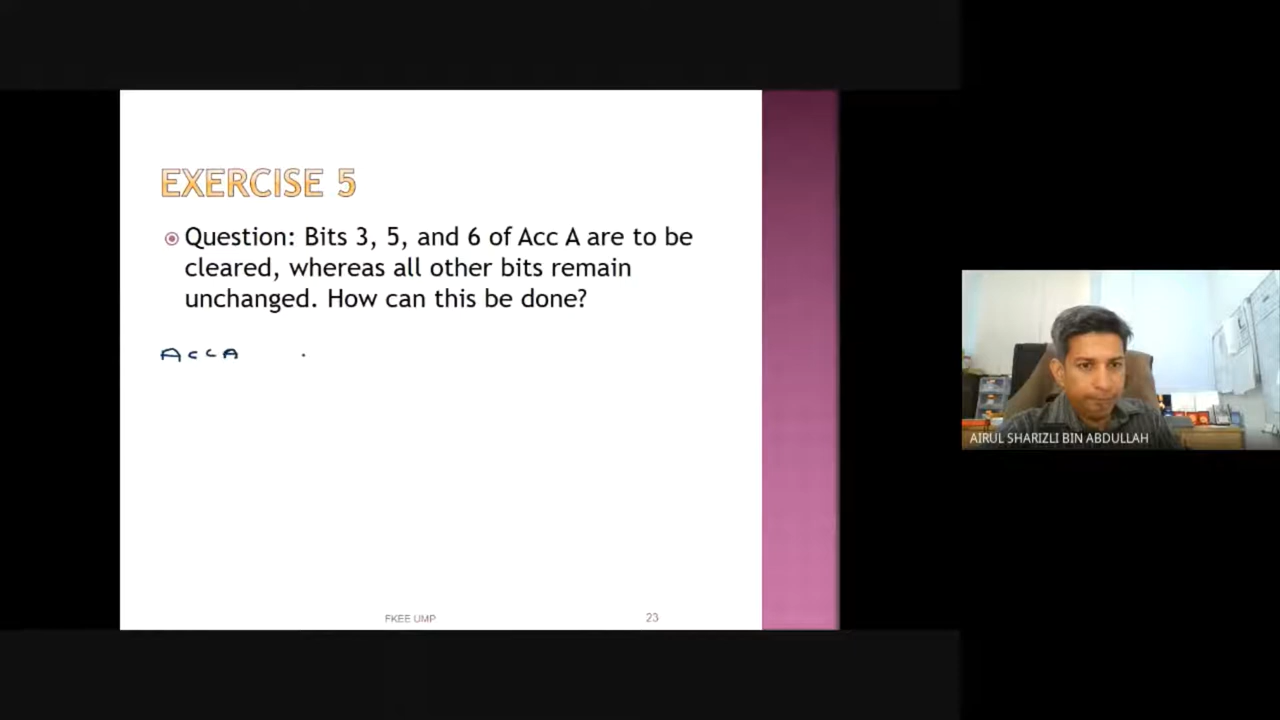 EXERCISE 5
Question: Bits 3, 5, and 6 of Acc A are to be
cleared, whereas all other bits remain
unchanged. How can this be done?
AccA
FKEE UMP
23
AIRUL SHARIZLI BIN ABDULLAH